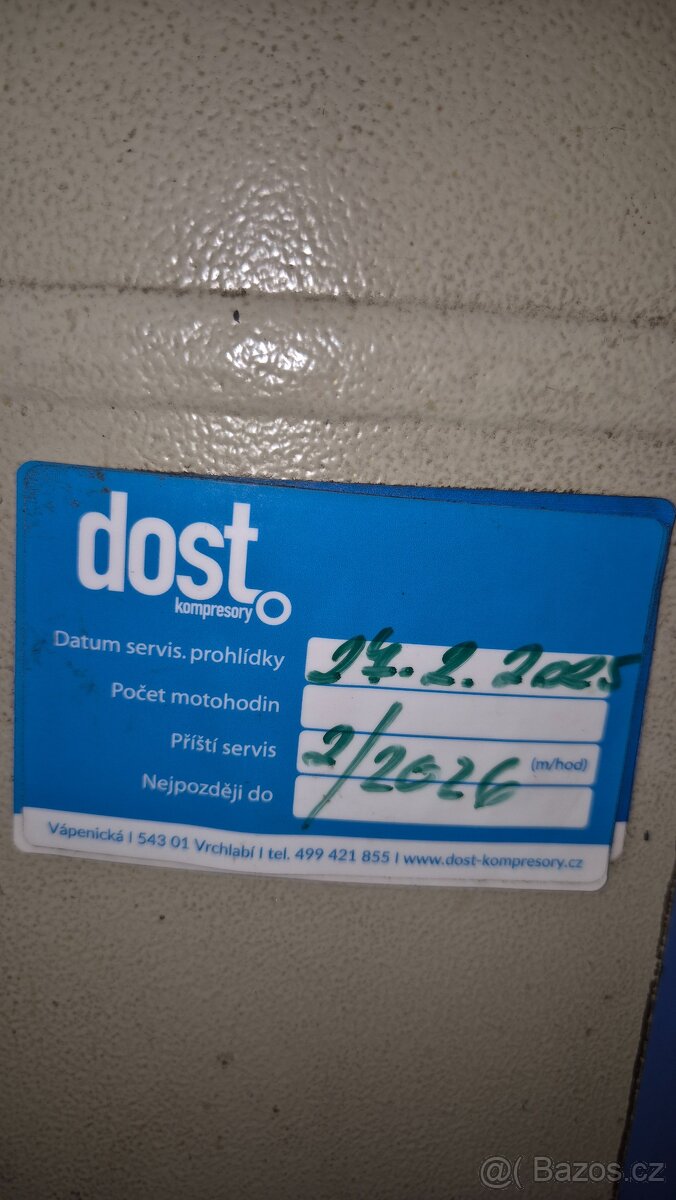 dost
kompresory
Datum servis. prohlídky 27.2.2025
Počet motohodin
Příští servis 2/2026 (m/hod)
Nejpozději do
Vápenická | 543 01 Vrchlabí | tel. 499 421 855 | www.dost-kompresory.cz
@( Bazos.cz